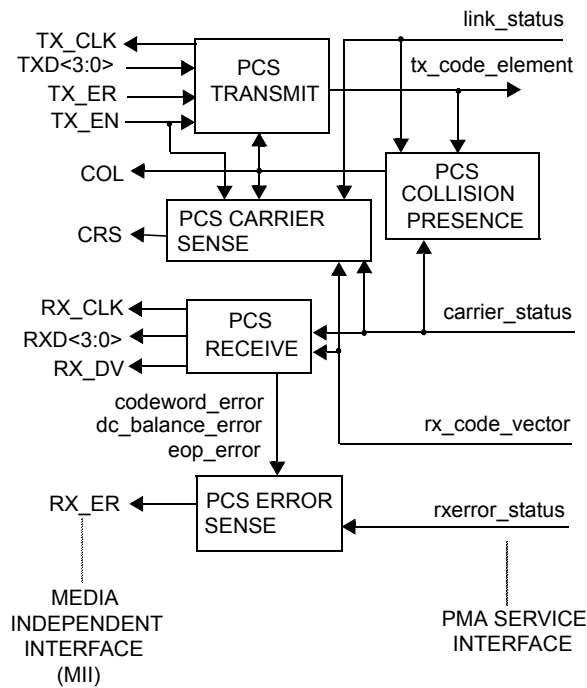 link_status
TX_CLK
TXD<3:0>
PCS
TRANSMIT
tx_code_element
TX_ER
TX_EN
COL
PCS
COLLISION
PRESENCE
PCS CARRIER
SENSE
CRS
RX_CLK
RXD<3:0>
RX_DV
PCS
RECEIVE
carrier_status
codeword_error
dc_balance_error
eop_error
rx_code_vector
RX_ER
PCS ERROR
SENSE
rxerror_status
MEDIA
INDEPENDENT
INTERFACE
(MII)
PMA SERVICE
INTERFACE